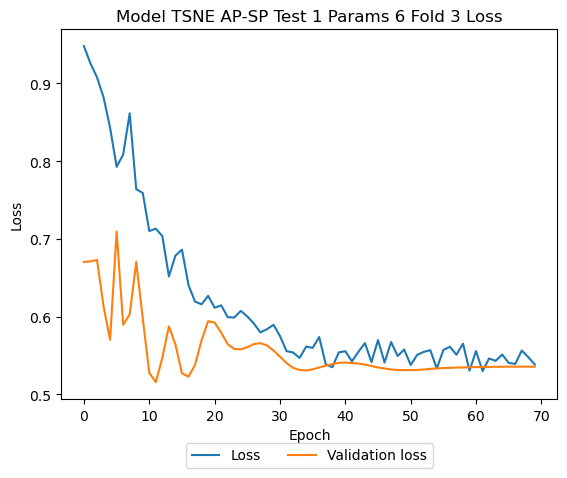 Model TSNE AP-SP Test 1 Params 6 Fold 3 Loss
Loss
0.9
0.8
0.7
0.6
0.5
0 10 20 30 40 50 60 70
Epoch
Loss Validation loss